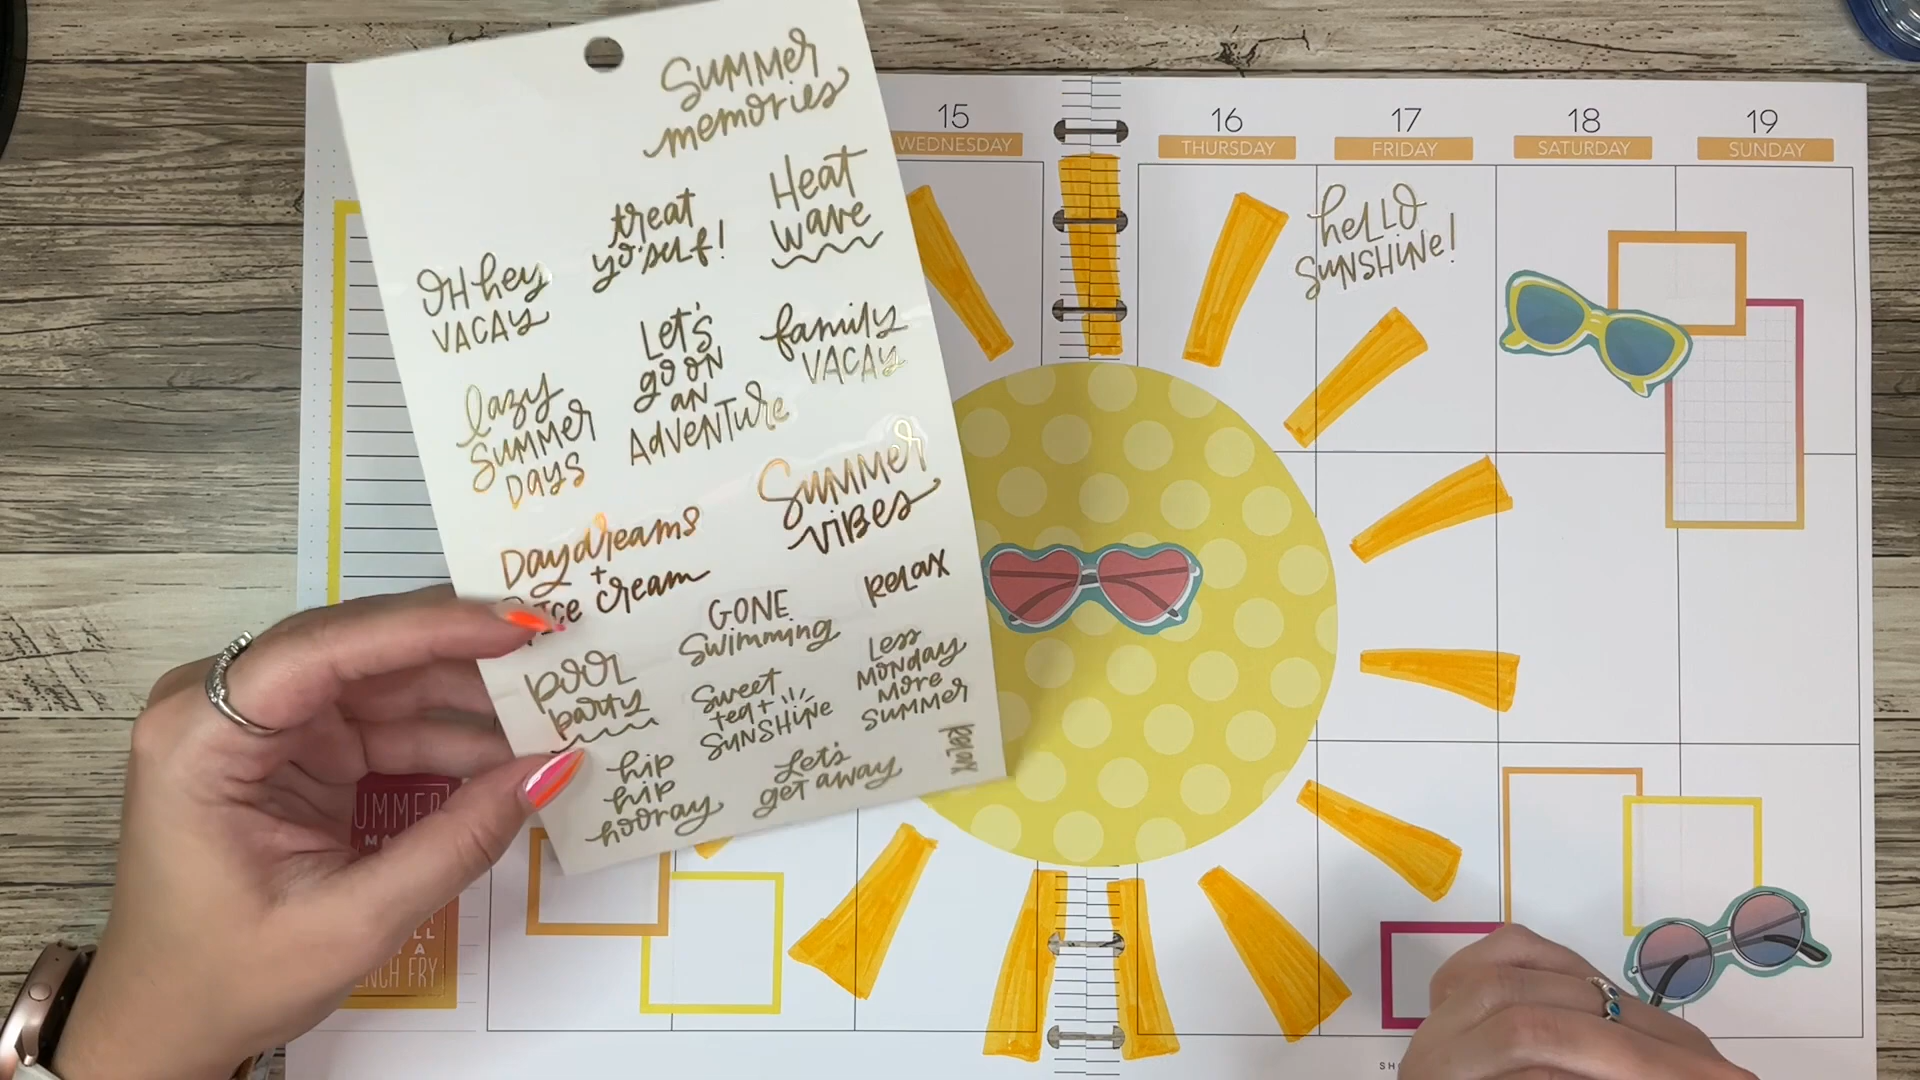 Summer
memories
treat
yo'self!
Heat
wave
OH hey
VACAY
Let's
go on
an
Adventure
family
VACAY
lazy
Summer
Days
Summer
vibes
Daydreams
+
Ice cream
GONE
Swimming
Relax
pool
party
Sweet
tea +
SUNSHINE
Less
Monday
More
Summer
hip
hip
hooray
Let's
get away
Relax
15
WEDNESDAY
16
THURSDAY
17
FRIDAY
18
SATURDAY
19
SUNDAY
hello
SUNSHINE!